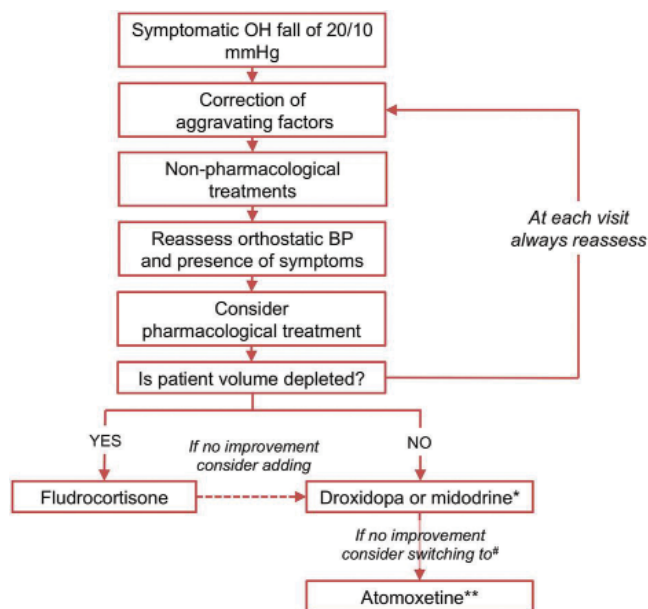 Symptomatic OH fall of 20/10
mmHg
Correction of
aggravating factors
Non-pharmacological
treatments
At each visit
always reassess
Reassess orthostatic BP
and presence of symptoms
Consider
pharmacological treatment
Is patient volume depleted?
YES
If no improvement
consider adding
NO
Fludrocortisone
Droxidopa or midodrine*
If no improvement
consider switching to#
Atomoxetine**